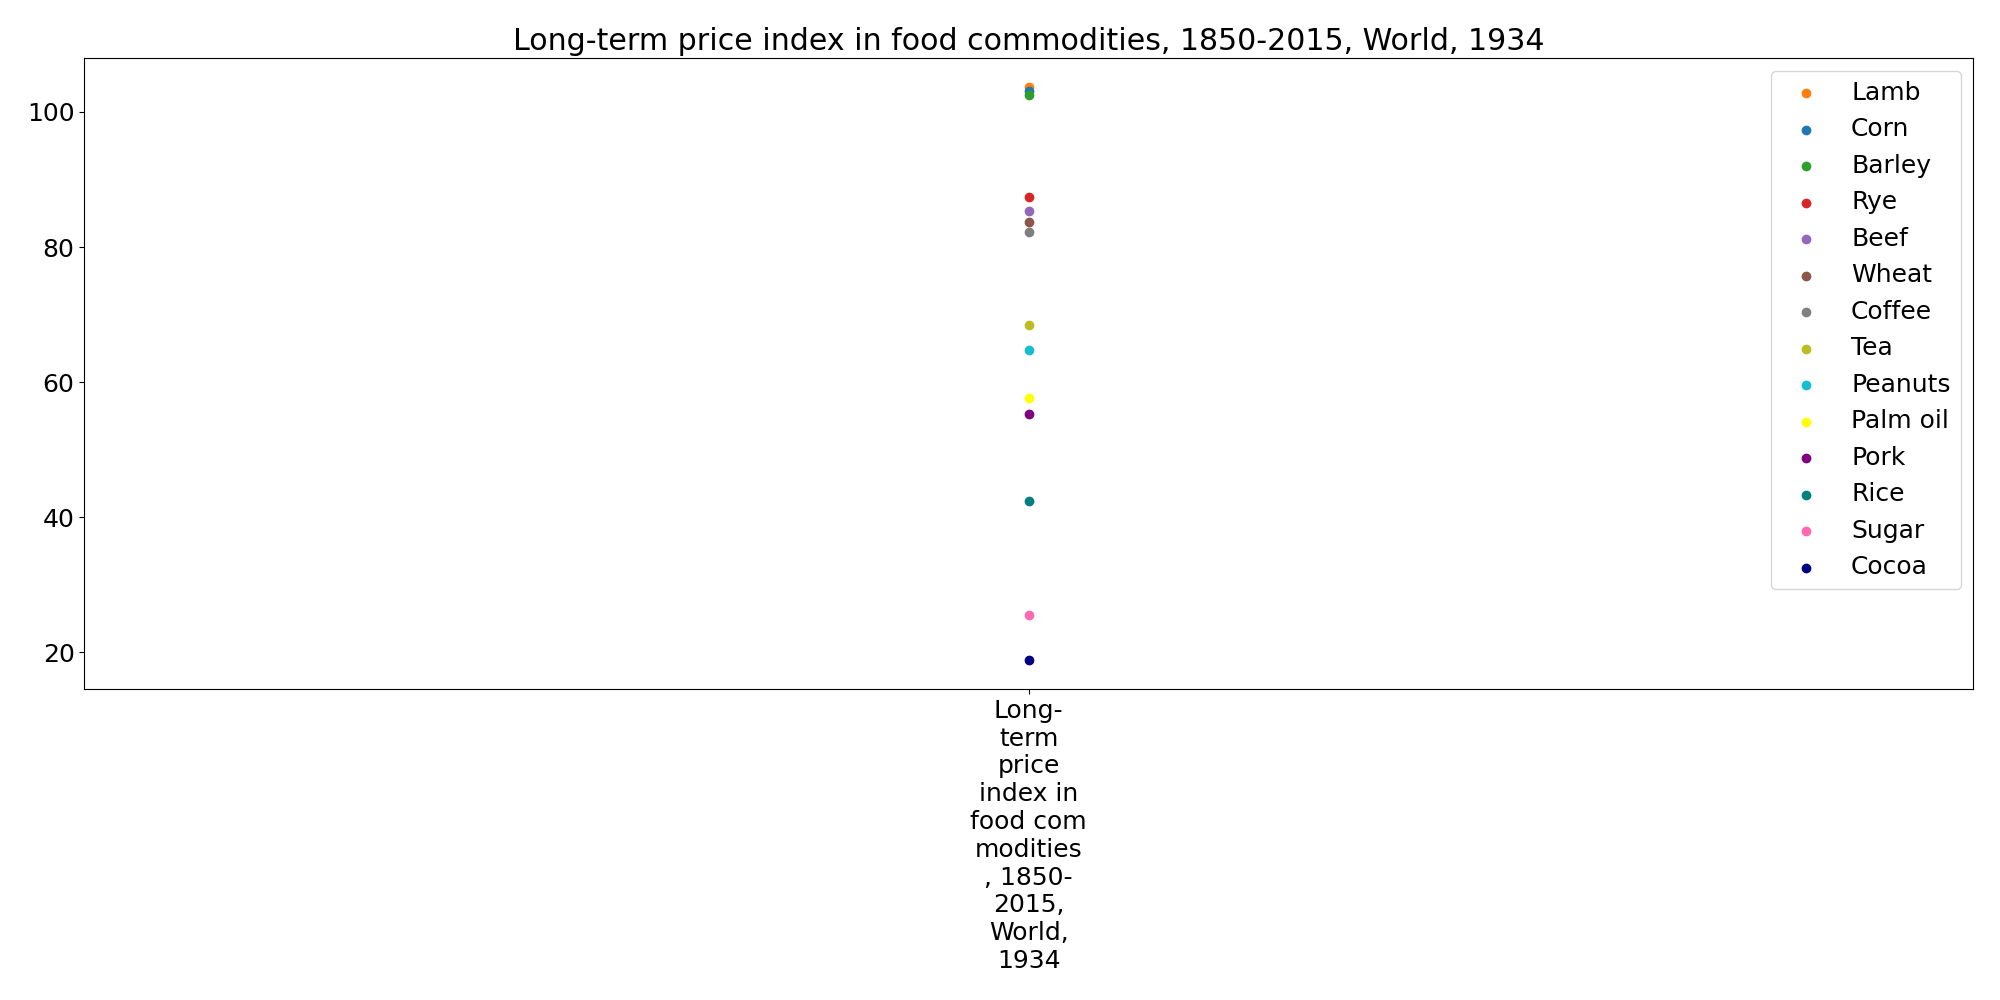 Long-term price index in food commodities, 1850-2015, World, 1934
100
80
60
40
20
Lamb
Corn
Barley
Rye
Beef
Wheat
Coffee
Tea
Peanuts
Palm oil
Pork
Rice
Sugar
Cocoa
Long-
term
price
index in
food com
modities
, 1850-
2015,
World,
1934